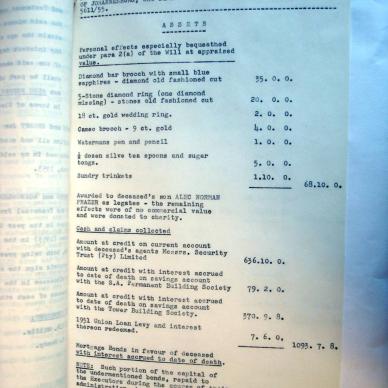 OF JOHANNESBURG,
5611/55.
A S S E T S
Personal effects especially bequeathed
under para 2(a) of the Will at appraised
value.
Diamond bar brooch with small blue
sapphires - diamond old fashioned cut 35. 0. 0.
5-Stone diamond ring (one diamond
missing) - stones old fashioned cut 20. 0. 0.
18 ct. gold wedding ring. 2. 0. 0.
Cameo brooch - 9 ct. gold 4. 0. 0.
Watermans pen and pencil 1. 0. 0.
½ dozen silve tea spoons and sugar
tongs. 5. 0. 0.
Sundry trinkets 1.10. 0.
68.10. 0.
Awarded to deceased's son ALEC NORMAN
FRAZER as legatee - the remaining
effects were of no commercial value
and were donated to charity.
Cash and claims collected
Amount at credit on current account
with deceased's agents Messrs. Security
Trust (Pty) Limited 636.10. 0.
Amount at credit with interest accrued
to date of death on savings account
with the S.A. Permanent Building Society 79. 2. 0.
Amount at credit with interest accrued
to date of death on savings account
with the Tower Building Society. 370. 9. 8.
1951 Union Loan Levy and interest
thereon redeemed. 7. 6. 0.
1093. 7. 8.
Mortgage Bonds in favour of deceased
with interest accrued to date of death.
NOTE: Such portion of the capital of
the undermentioned bonds, repaid to
the Executors during the course of